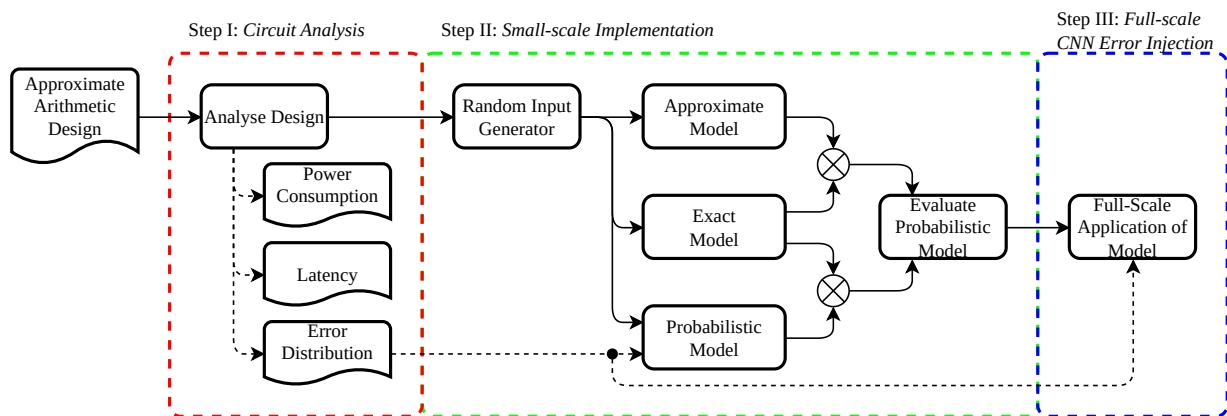 Step I: Circuit Analysis
Step II: Small-scale Implementation
Step III: Full-scale
CNN Error Injection
Approximate
Arithmetic
Design
Analyse Design
Power
Consumption
Latency
Error
Distribution
Random Input
Generator
Approximate
Model
Exact
Model
Probabilistic
Model
Evaluate
Probabilistic
Model
Full-Scale
Application of
Model